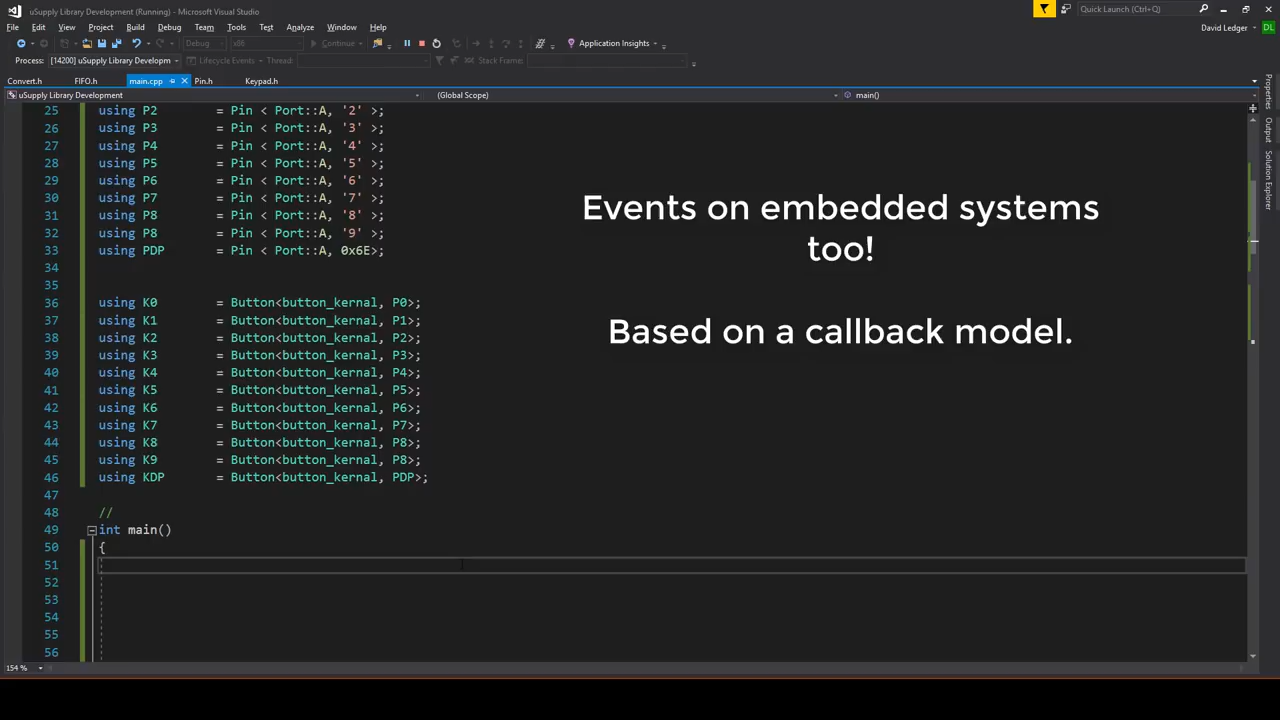 uSupply Library Development (Running) - Microsoft Visual Studio
Quick Launch (Ctrl+Q)
File Edit View Project Build Debug Team Tools Test Analyze Window Help
David Ledger DL
Debug x86 Continue Application Insights
Process: [14200] uSupply Library Developm Lifecycle Events Thread: Stack Frame:
Convert.h FIFO.h main.cpp Pin.h Keypad.h
uSupply Library Development (Global Scope) main()
25 using P2 = Pin < Port::A, '2' >;
26 using P3 = Pin < Port::A, '3' >;
27 using P4 = Pin < Port::A, '4' >;
28 using P5 = Pin < Port::A, '5' >;
29 using P6 = Pin < Port::A, '6' >;
30 using P7 = Pin < Port::A, '7' >;
31 using P8 = Pin < Port::A, '8' >;
32 using P8 = Pin < Port::A, '9' >;
33 using PDP = Pin < Port::A, 0x6E>;
34
35
36 using K0 = Button<button_kernal, P0>;
37 using K1 = Button<button_kernal, P1>;
38 using K2 = Button<button_kernal, P2>;
39 using K3 = Button<button_kernal, P3>;
40 using K4 = Button<button_kernal, P4>;
41 using K5 = Button<button_kernal, P5>;
42 using K6 = Button<button_kernal, P6>;
43 using K7 = Button<button_kernal, P7>;
44 using K8 = Button<button_kernal, P8>;
45 using K9 = Button<button_kernal, P8>;
46 using KDP = Button<button_kernal, PDP>;
47
48 //
49 int main()
50 {
51
52
53
54
55
56
154 %
Events on embedded systems
too!
Based on a callback model.
Properties
Output
Solution Explorer